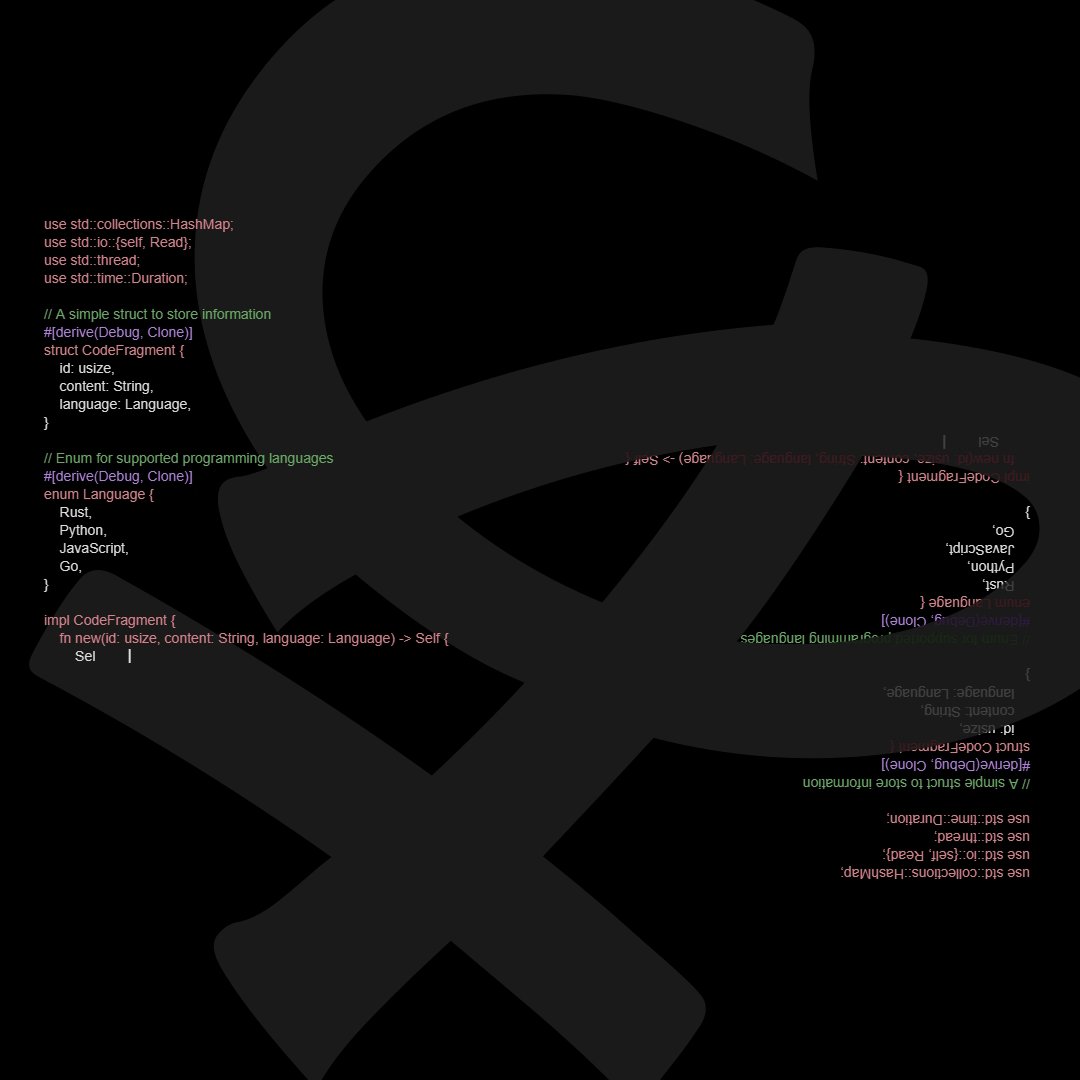 use std::collections::HashMap;
use std::io::{self, Read};
use std::thread;
use std::time::Duration;
// A simple struct to store information
#[derive(Debug, Clone)]
struct CodeFragment {
id: usize,
content: String,
language: Language,
}
// Enum for supported programming languages
#[derive(Debug, Clone)]
enum Language {
Rust,
Python,
JavaScript,
Go,
}
impl CodeFragment {
fn new(id: usize, content: String, language: Language) -> Self {
Sel |
use std::collections::HashMap;
use std::io::{self, Read};
use std::thread;
use std::time::Duration;
// A simple struct to store information
#[derive(Debug, Clone)]
struct CodeFragment {
id: usize,
content: String,
language: Language,
}
// Enum for supported programming languages
#[derive(Debug, Clone)]
enum Language {
Rust,
Python,
JavaScript,
Go,
}
impl CodeFragment {
fn new(id: usize, content: String, language: Language) -> Self {
Sel |